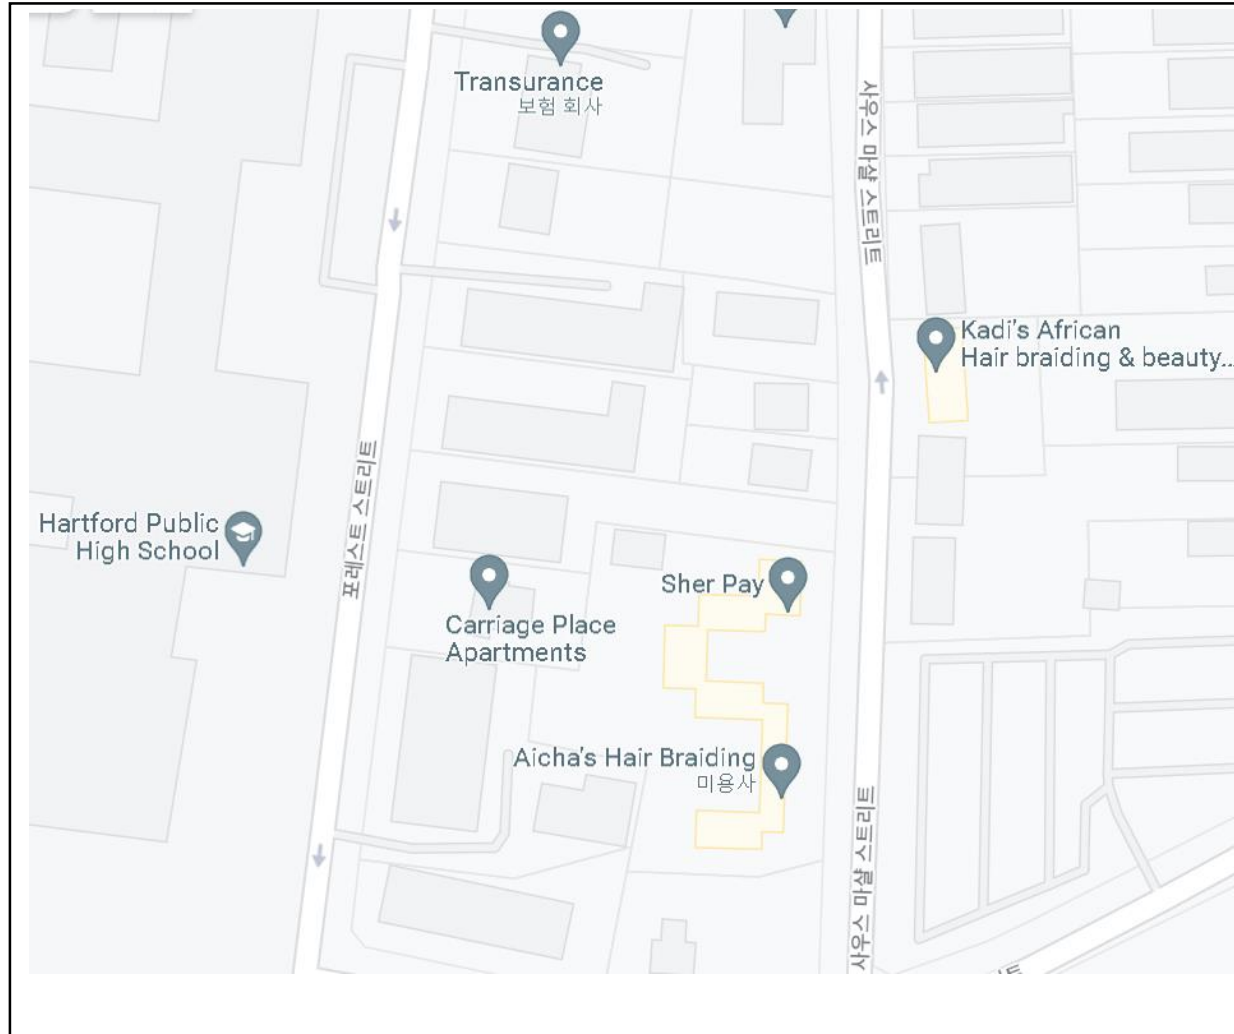 Transurance
보험 회사
사우스 마샬 스트리트
Kadi's African
Hair braiding & beauty...
포레스트 스트리트
Hartford Public
High School
Sher Pay
Carriage Place
Apartments
Aicha's Hair Braiding
미용사
사우스 마샬 스트리트